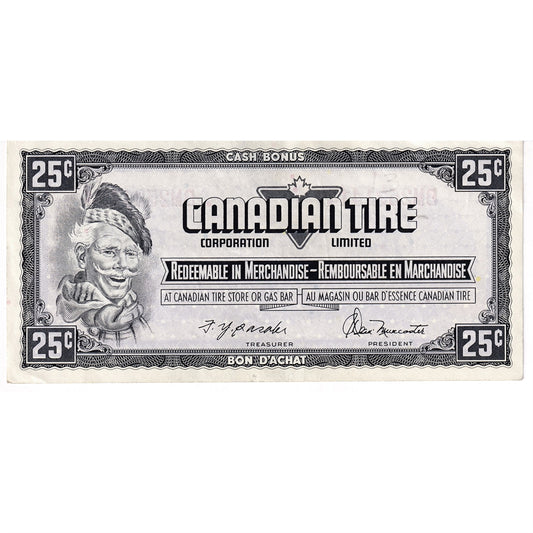 CASH BONUS
25¢ 25¢
CANADIAN TIRE
CORPORATION LIMITED
REDEEMABLE IN MERCHANDISE – REMBOURSABLE EN MARCHANDISE
AT CANADIAN TIRE STORE OR GAS BAR AU MAGASIN OU BAR D'ESSENCE CANADIAN TIRE
TREASURER PRESIDENT
25¢ 25¢
BON D'ACHAT